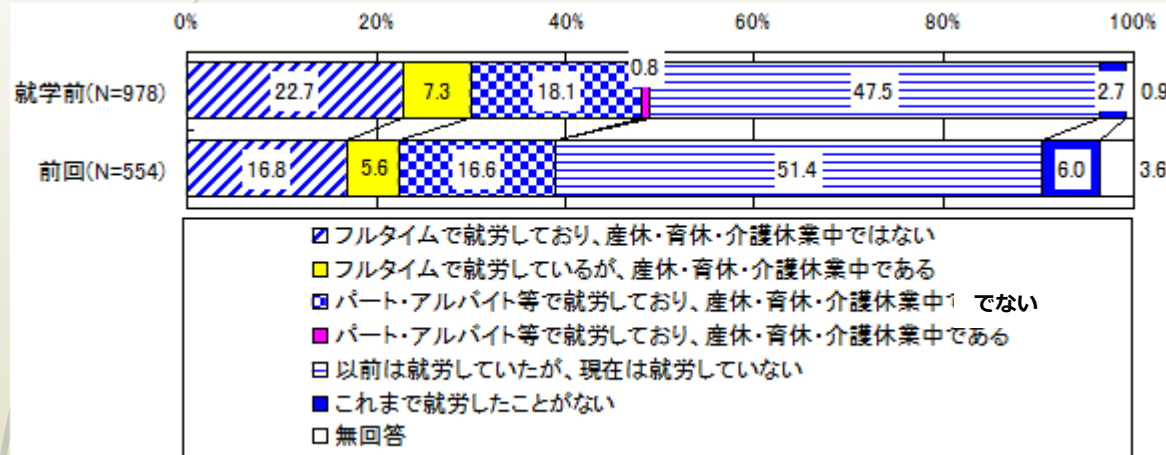 0% 20% 40% 60% 80% 100%
就学前(N=978) 22.7 7.3 18.1 0.8 47.5 2.7 0.9
前回(N=554) 16.8 5.6 16.6 51.4 6.0 3.6
フルタイムで就労しており、産休・育休・介護休業中ではない
フルタイムで就労しているが、産休・育休・介護休業中である
パート・アルバイト等で就労しており、産休・育休・介護休業中で でない
パート・アルバイト等で就労しており、産休・育休・介護休業中である
以前は就労していたが、現在は就労していない
これまで就労したことがない
無回答